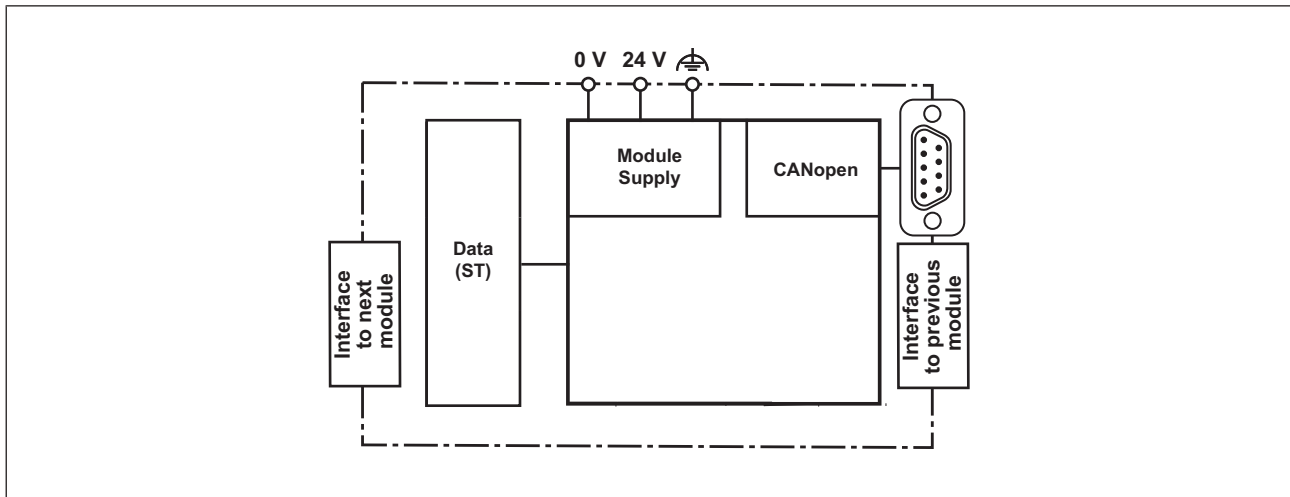 0 V 24 V
Module
Supply
CANopen
Data
(ST)
Interface
to next
module
Interface
to previous
module